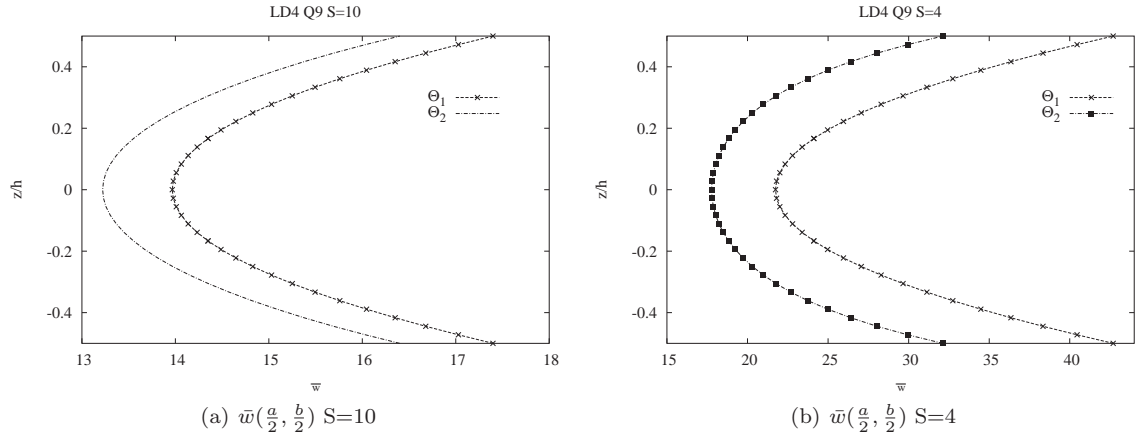 LD4 Q9 S=10
0.4
0.2
0
-0.2
-0.4
z/h
13 14 15 16 17 18
w̅
Θ1
Θ2
(a) w̄(a/2, b/2) S=10
LD4 Q9 S=4
0.4
0.2
0
-0.2
-0.4
z/h
15 20 25 30 35 40
w̅
Θ1
Θ2
(b) w̄(a/2, b/2) S=4